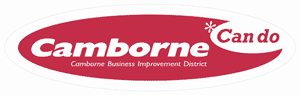 *Can do
Camborne
Camborne Business Improvement District